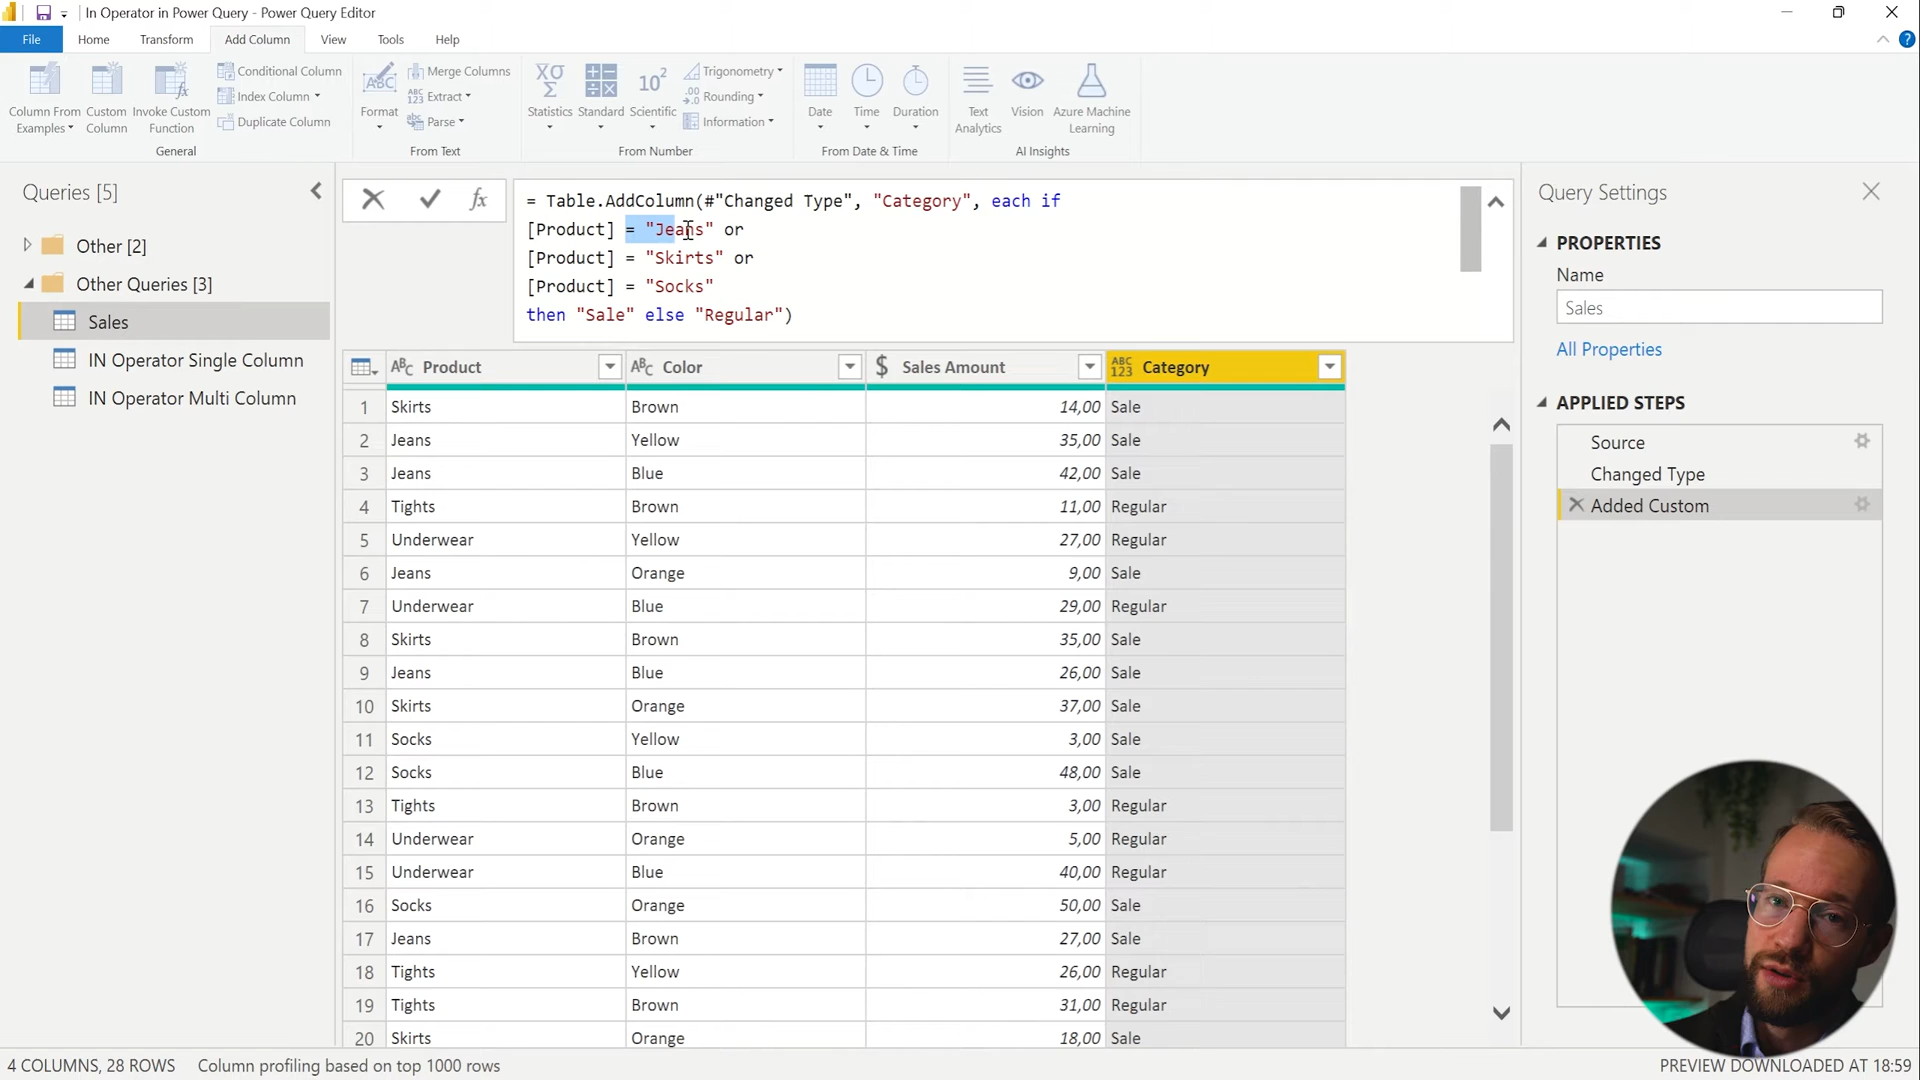 In Operator in Power Query - Power Query Editor
File Home Transform Add Column View Tools Help
Column From Examples
Custom Column
Invoke Custom Function
Conditional Column
Index Column
Duplicate Column
General
ABC
Format
Merge Columns
ABC 123 Extract
abc Parse
From Text
XΟ Σ
Statistics
Standard
10²
Scientific
Trigonometry
.00 Rounding
Information
From Number
Date
Time
Duration
From Date & Time
Text Analytics
Vision
Azure Machine Learning
AI Insights
?
Queries [5]
Other [2]
Other Queries [3]
Sales
IN Operator Single Column
IN Operator Multi Column
fx
= Table.AddColumn(#"Changed Type", "Category", each if
[Product] = "Jeans" or
[Product] = "Skirts" or
[Product] = "Socks"
then "Sale" else "Regular")
ABC Product ABC Color $ Sales Amount ABC 123 Category
1 Skirts Brown 14,00 Sale
2 Jeans Yellow 35,00 Sale
3 Jeans Blue 42,00 Sale
4 Tights Brown 11,00 Regular
5 Underwear Yellow 27,00 Regular
6 Jeans Orange 9,00 Sale
7 Underwear Blue 29,00 Regular
8 Skirts Brown 35,00 Sale
9 Jeans Blue 26,00 Sale
10 Skirts Orange 37,00 Sale
11 Socks Yellow 3,00 Sale
12 Socks Blue 48,00 Sale
13 Tights Brown 3,00 Regular
14 Underwear Orange 5,00 Regular
15 Underwear Blue 40,00 Regular
16 Socks Orange 50,00 Sale
17 Jeans Brown 27,00 Sale
18 Tights Yellow 26,00 Regular
19 Tights Brown 31,00 Regular
20 Skirts Orange 18,00 Sale
Query Settings
PROPERTIES
Name
Sales
All Properties
APPLIED STEPS
Source
Changed Type
Added Custom
4 COLUMNS, 28 ROWS Column profiling based on top 1000 rows
PREVIEW DOWNLOADED AT 18:59